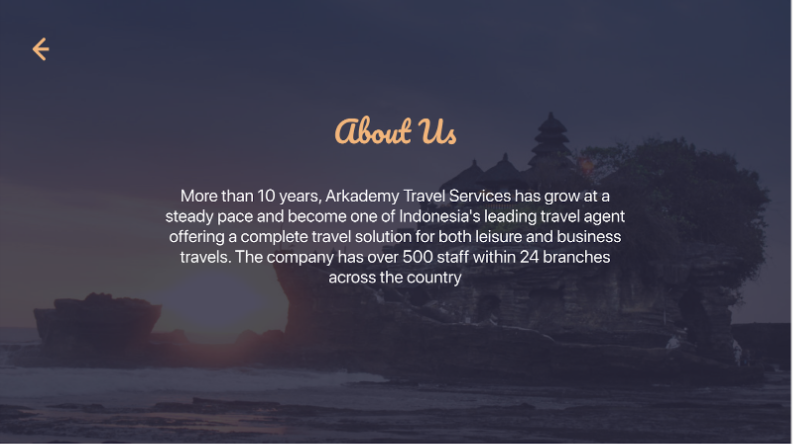 About Us
More than 10 years, Arkademy Travel Services has grow at a
steady pace and become one of Indonesia's leading travel agent
offering a complete travel solution for both leisure and business
travels. The company has over 500 staff within 24 branches
across the country